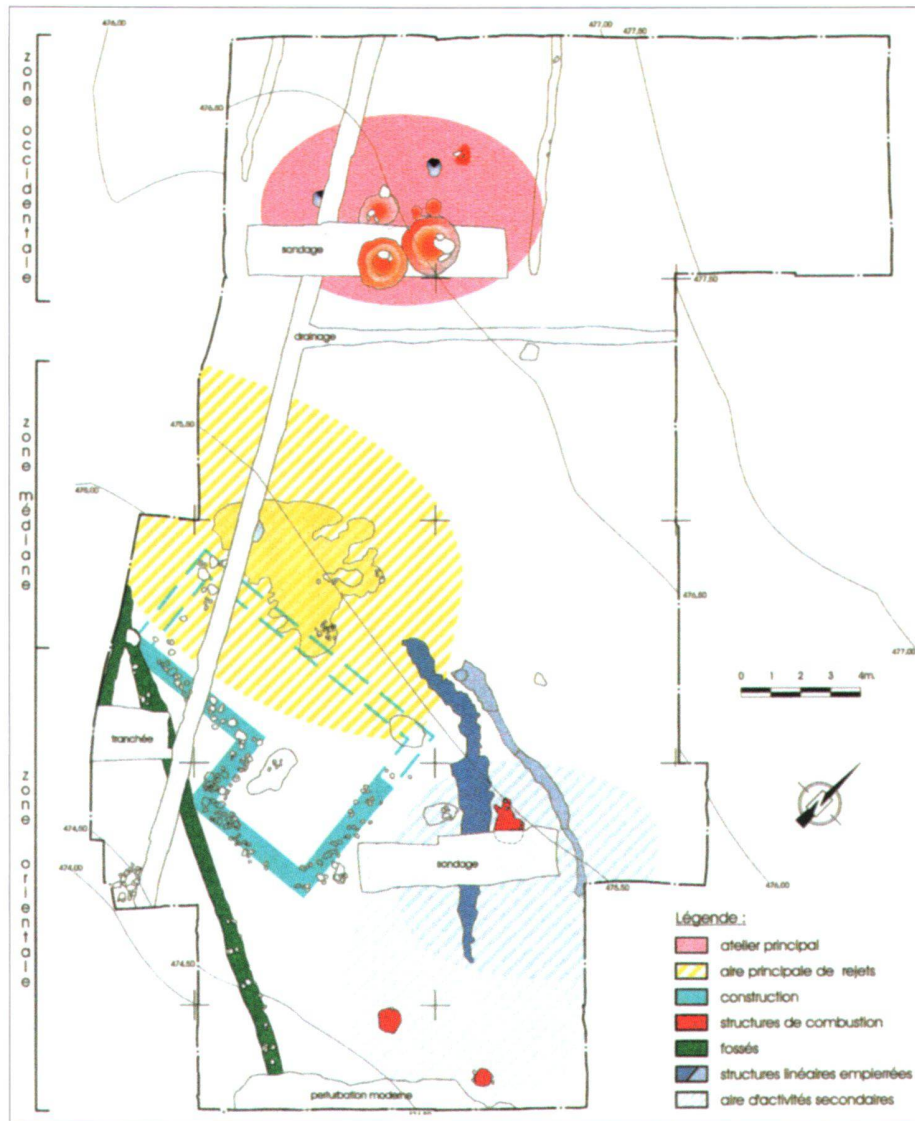 476,00
477,00
477,50
zone occidentale
476,50
sondage
477,50
drainage
zone médiane
475,50
476,50
477,00
0 1 2 3 4m.
tranchée
zone orientale
474,50
474,00
sondage
475,50
476,00
474,50
Légende :
atelier principal
aire principale de rejets
construction
structures de combustion
fossés
structures linéaires empierrées
aire d'activités secondaires
perturbation moderne